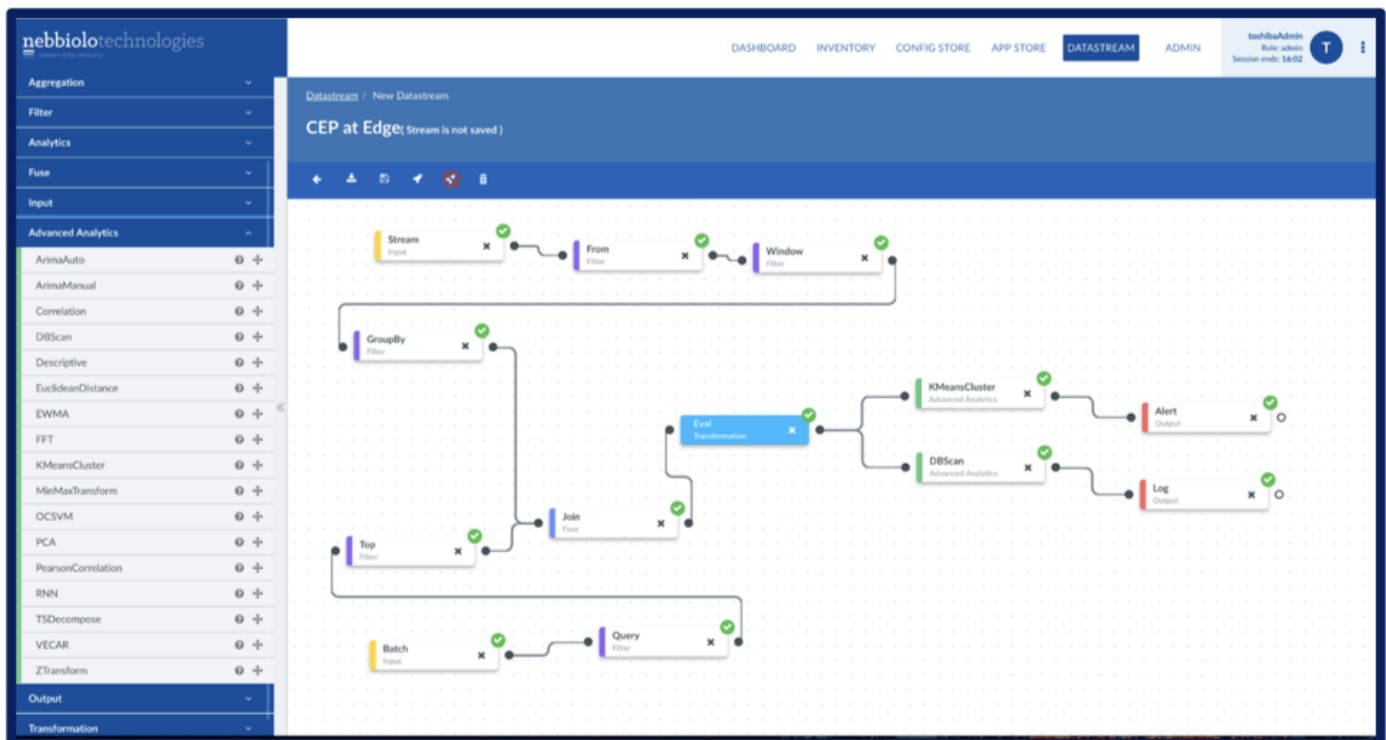 nebbiolotechnologies
DASHBOARD INVENTORY CONFIG STORE APP STORE DATASTREAM ADMIN
toshibaAdmin
Role: admin
Session ends: 16:02
T
Aggregation
Filter
Analytics
Fuse
Input
Advanced Analytics
ArimaAuto
ArimaManual
Correlation
DBScan
Descriptive
EuclideanDistance
EWMA
FFT
KMeansCluster
MinMaxTransform
OCSVM
PCA
PearsonCorrelation
RNN
TSDecompose
VECAR
ZTransform
Output
Transformation
Datastream / New Datastream
CEP at Edge( Stream is not saved )
Stream
Input
From
Filter
Window
Filter
GroupBy
Filter
KMeansCluster
Advanced Analytics
Alert
Output
Eval
Transformation
DBScan
Advanced Analytics
Log
Output
Join
Fuse
Top
Filter
Query
Filter
Batch
Input